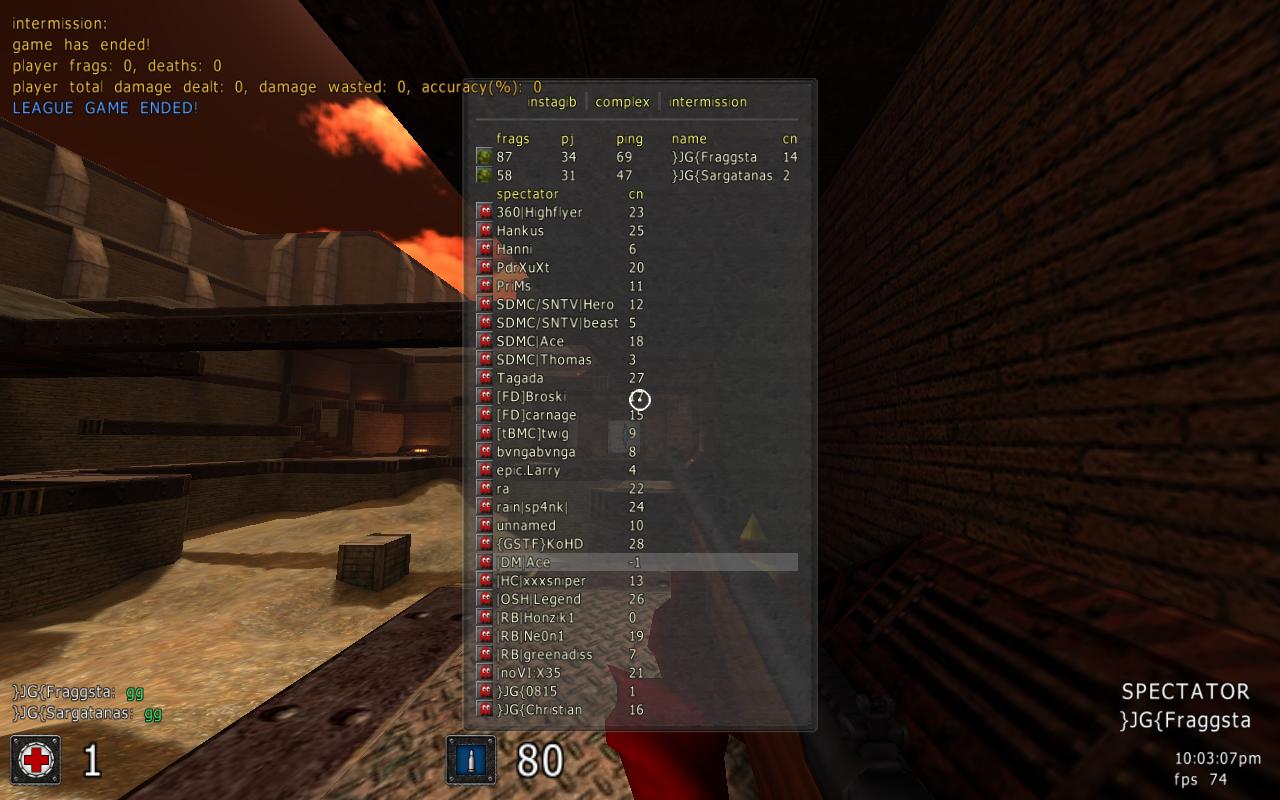 intermission:
game has ended!
player frags: 0, deaths: 0
player total damage dealt: 0, damage wasted: 0, accuracy(%): 0
LEAGUE GAME ENDED!
instagib complex intermission
frags pj ping name cn
87 34 69 }JG{Fraggsta 14
58 31 47 }JG{Sargatanas 2
spectator cn
360|Highflyer 23
Hankus 25
Hanni 6
PdrXuXt 20
PriMs 11
SDMC/SNTV|Hero 12
SDMC/SNTV|beast 5
SDMC|Ace 18
SDMC|Thomas 3
Tagada 27
[FD]Broski
[FD]carnage 15
[tBMC]twig 9
bvngabvnga 8
epic.Larry 4
ra 22
rain|sp4nk| 24
unnamed 10
{GSTF}KoHD 28
|DM|Ace -1
|HC|xxxsniper 13
|OSH|Legend 26
|RB|Honzik1 0
|RB|Ne0n1 19
|RB|greenadiss 7
|noVI:X35 21
}JG{0815 1
}JG{Christian 16
}JG{Fraggsta: gg
}JG{Sargatanas: gg
1
80
SPECTATOR
}JG{Fraggsta
10:03:07pm
fps 74